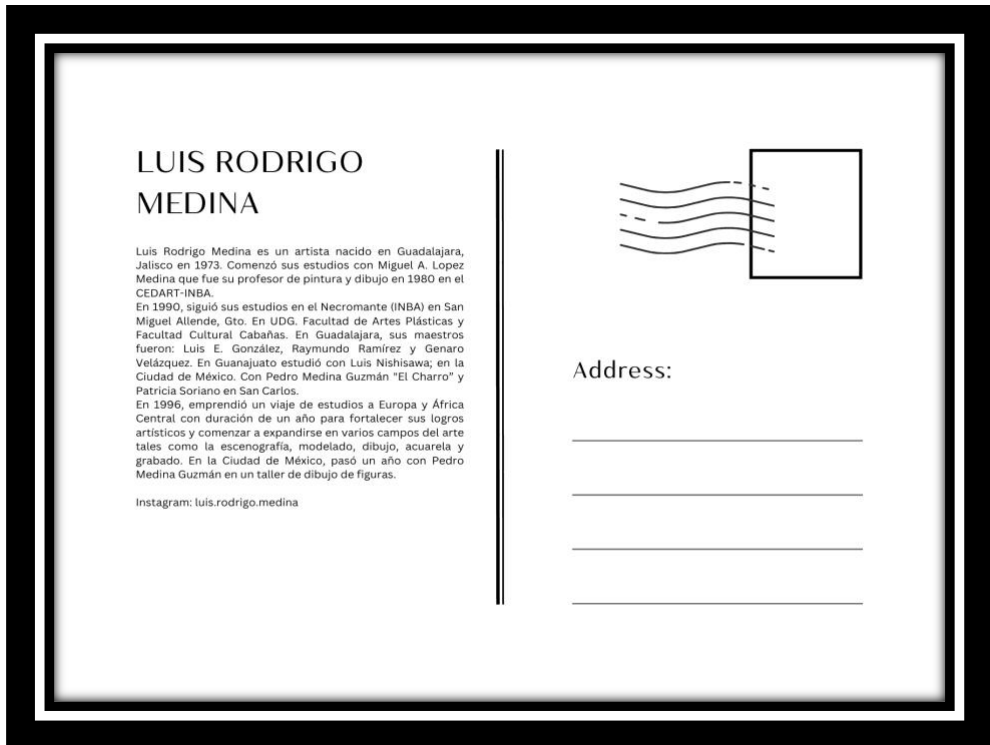 LUIS RODRIGO
MEDINA
Luis Rodrigo Medina es un artista nacido en Guadalajara,
Jalisco en 1973. Comenzó sus estudios con Miguel A. Lopez
Medina que fue su profesor de pintura y dibujo en 1980 en el
CEDART-INBA.
En 1990, siguió sus estudios en el Necromante (INBA) en San
Miguel Allende, Gto. En UDG. Facultad de Artes Plásticas y
Facultad Cultural Cabañas. En Guadalajara, sus maestros
fueron: Luis E. González, Raymundo Ramírez y Genaro
Velázquez. En Guanajuato estudió con Luis Nishisawa; en la
Ciudad de México. Con Pedro Medina Guzmán "El Charro" y
Patricia Soriano en San Carlos.
En 1996, emprendió un viaje de estudios a Europa y África
Central con duración de un año para fortalecer sus logros
artísticos y comenzar a expandirse en varios campos del arte
tales como la escenografía, modelado, dibujo, acuarela y
grabado. En la Ciudad de México, pasó un año con Pedro
Medina Guzmán en un taller de dibujo de figuras.
Instagram: luis.rodrigo.medina
Address: